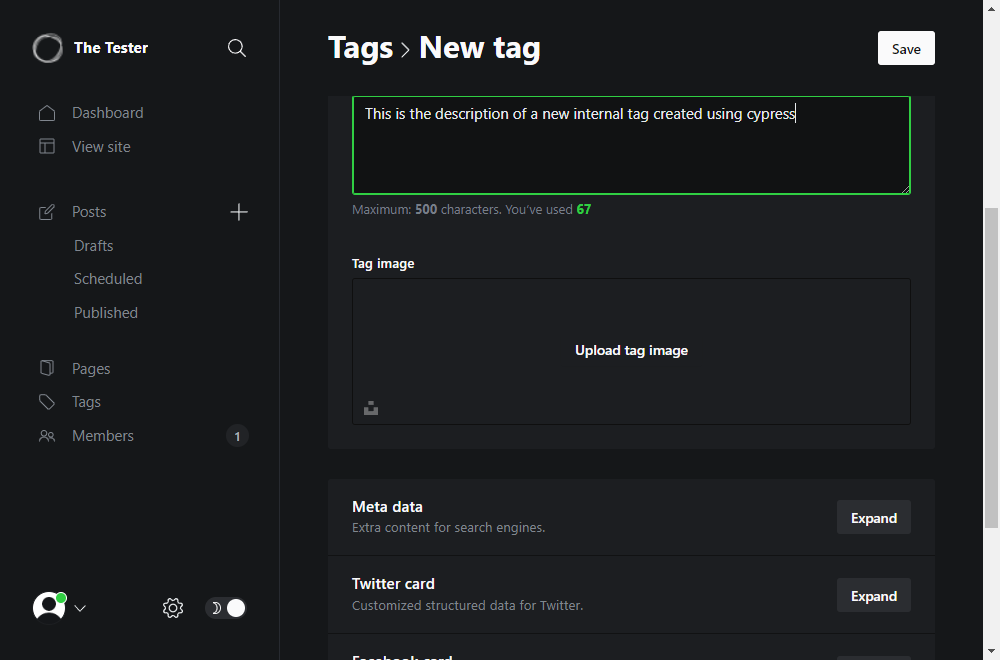 The Tester
Tags > New tag
Save
Dashboard
View site
Posts
Drafts
Scheduled
Published
Pages
Tags
Members
1
This is the description of a new internal tag created using cypress
Maximum: 500 characters. You've used 67
Tag image
Upload tag image
Meta data
Extra content for search engines.
Expand
Twitter card
Customized structured data for Twitter.
Expand
Facebook card